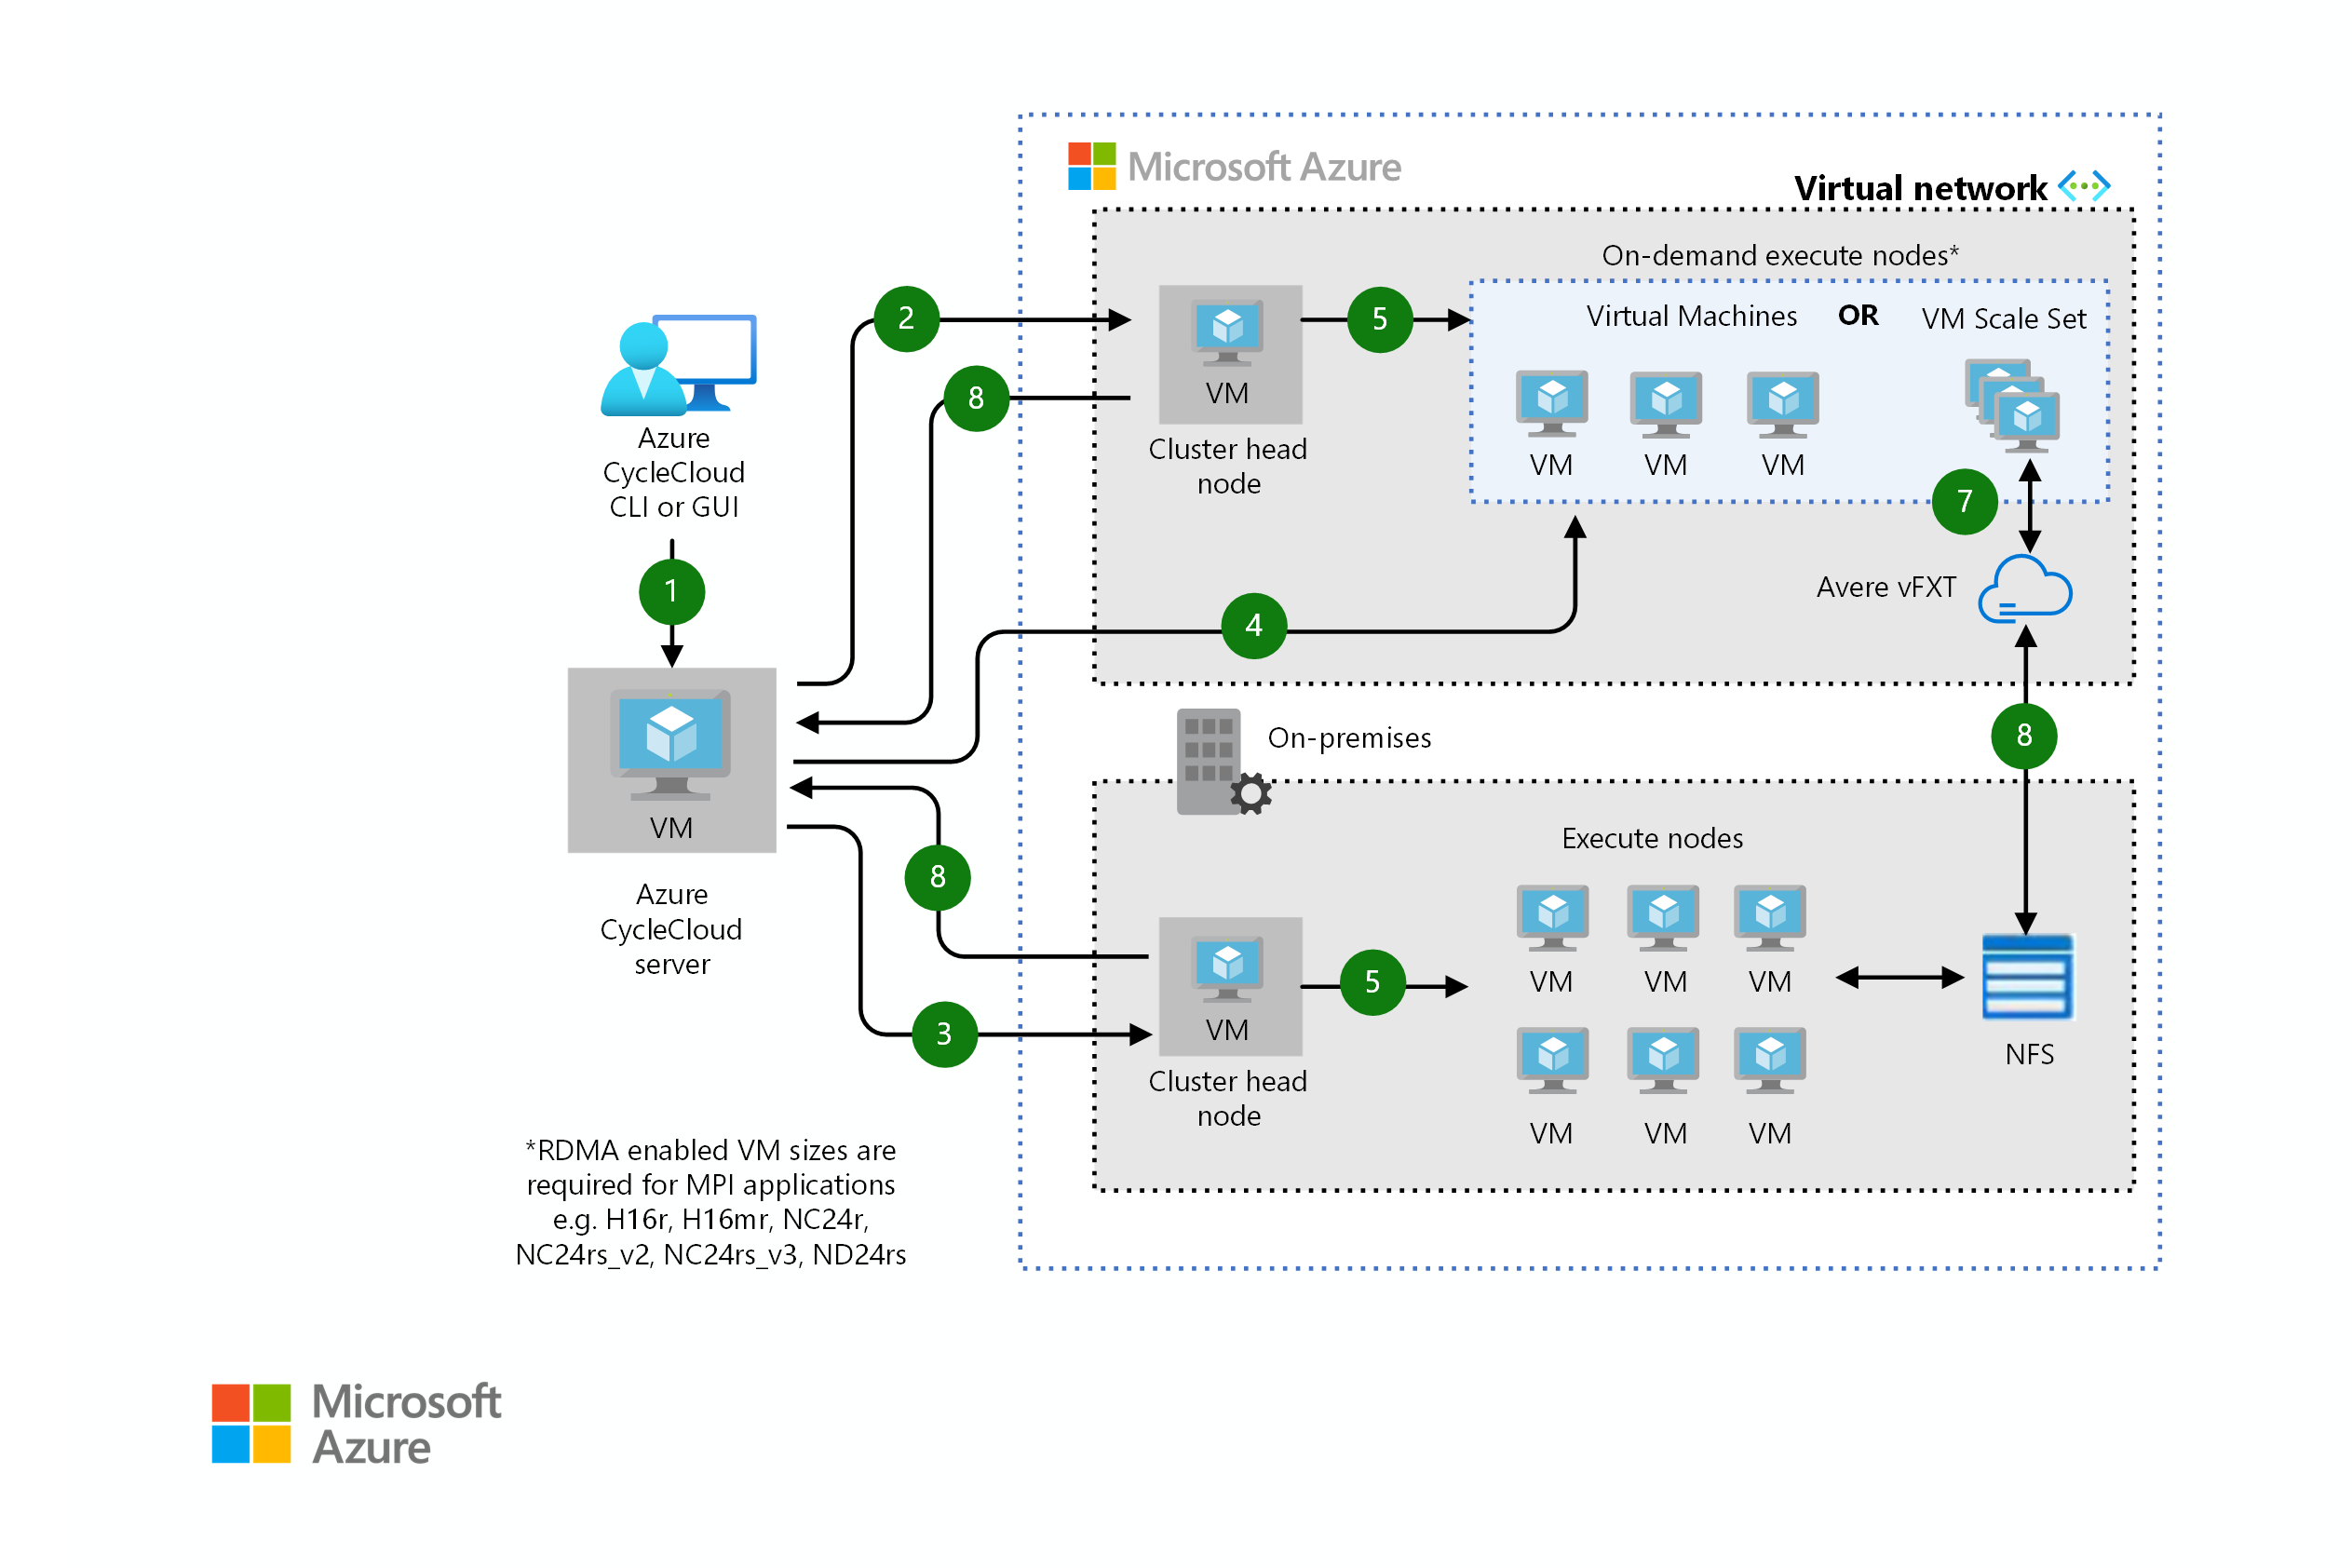 Microsoft Azure
Virtual network
On-demand execute nodes*
Virtual Machines
OR
VM Scale Set
2
5
8
VM
Cluster head
node
VM
VM
VM
7
Azure
CycleCloud
CLI or GUI
1
4
Avere vFXT
VM
Azure
CycleCloud
server
On-premises
8
Execute nodes
8
VM
VM
VM
VM
Cluster head
node
5
3
VM
VM
VM
NFS
*RDMA enabled VM sizes are
required for MPI applications
e.g. H16r, H16mr, NC24r,
NC24rs_v2, NC24rs_v3, ND24rs
Microsoft
Azure